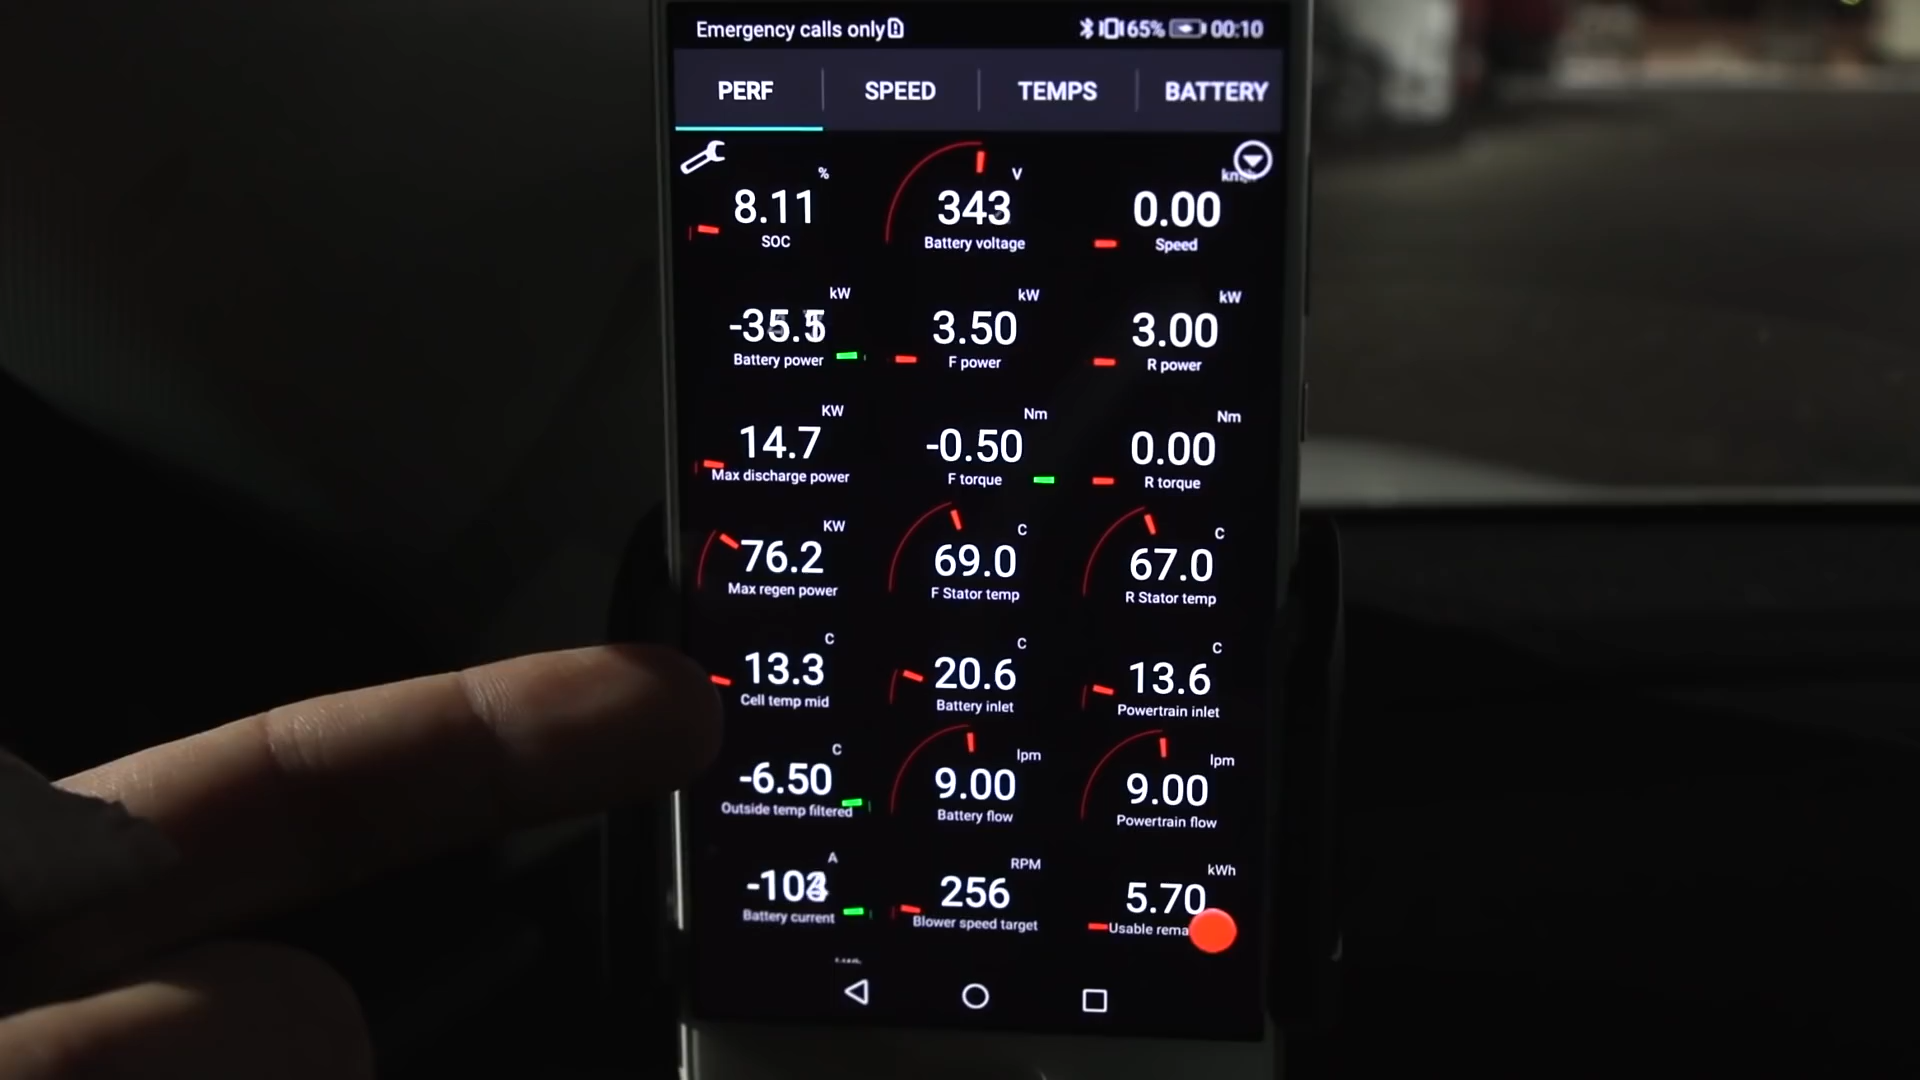 Emergency calls only 65% 00:10
PERF SPEED TEMPS BATTERY
% V
8.11 343 0.00
SOC Battery voltage Speed
kW kW kW
3.50 3.00
Battery power F power R power
KW Nm Nm
14.7 -0.50 0.00
Max discharge power F torque R torque
KW C C
76.2 69.0 67.0
Max regen power F Stator temp R Stator temp
C C C
13.3 20.6 13.6
Cell temp mid Battery inlet Powertrain inlet
C lpm lpm
-6.50 9.00 9.00
Outside temp filtered Battery flow Powertrain flow
A RPM kWh
256 5.70
Battery current Blower speed target Usable